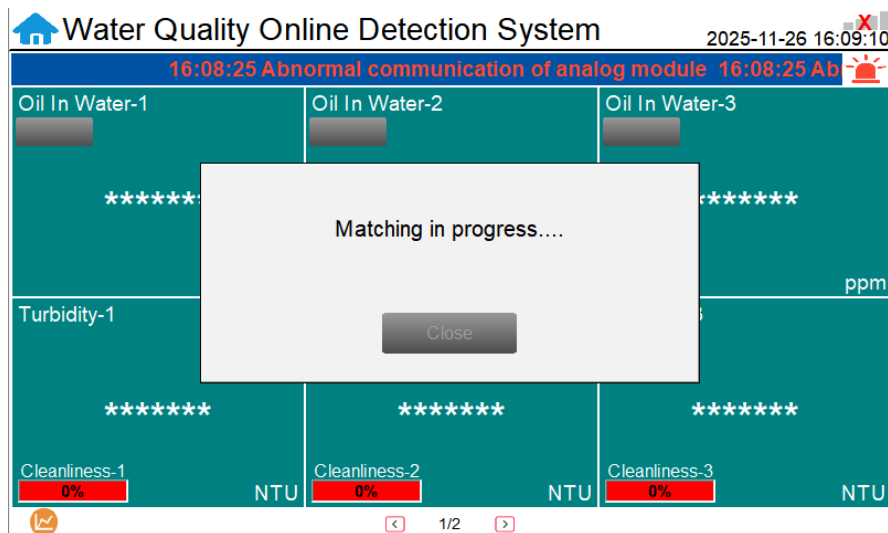 Water Quality Online Detection System
2025-11-26 16:09:10
16:08:25 Abnormal communication of analog module 16:08:25 Ab
Oil In Water-1
Oil In Water-2
Oil In Water-3
*******
*******
Matching in progress....
ppm
Close
Turbidity-1
3
*******
*******
*******
Cleanliness-1
Cleanliness-2
Cleanliness-3
0%
NTU
0%
NTU
0%
NTU
1/2